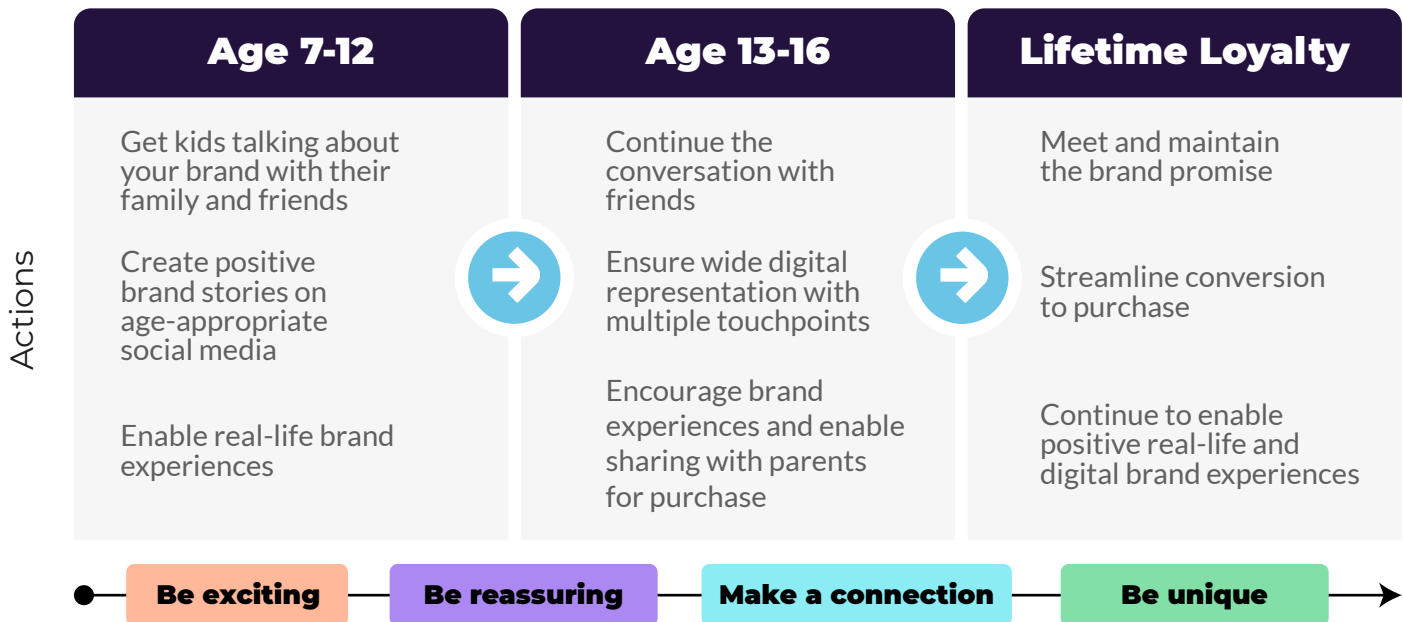 Age 7-12
Age 13-16
Lifetime Loyalty
Actions
Get kids talking about
your brand with their
family and friends
Create positive
brand stories on
age-appropriate
social media
Enable real-life brand
experiences
Continue the
conversation with
friends
Ensure wide digital
representation with
multiple touchpoints
Encourage brand
experiences and enable
sharing with parents
for purchase
Meet and maintain
the brand promise
Streamline conversion
to purchase
Continue to enable
positive real-life and
digital brand experiences
Be exciting
Be reassuring
Make a connection
Be unique